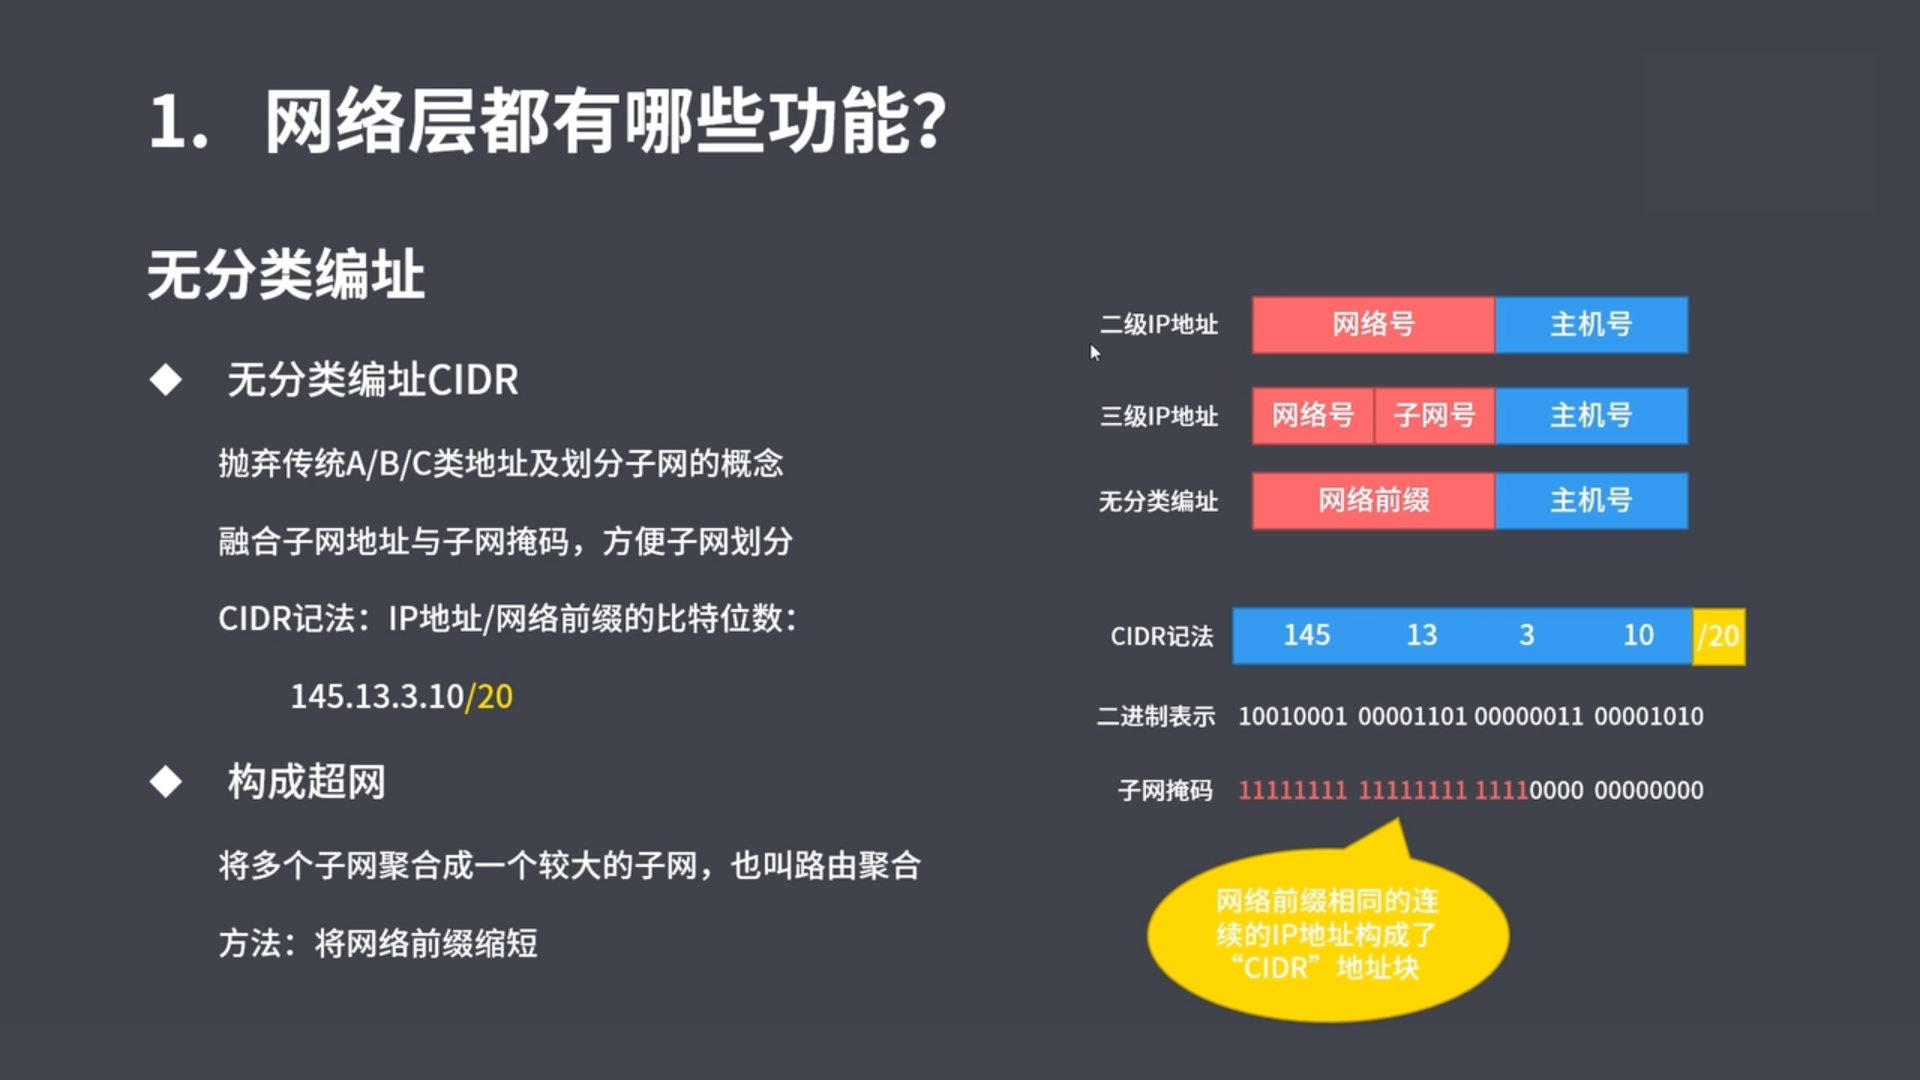 1. 网络层都有哪些功能？
无分类编址
无分类编址CIDR
抛弃传统A/B/C类地址及划分子网的概念
融合子网地址与子网掩码，方便子网划分
CIDR记法：IP地址/网络前缀的比特位数：
145.13.3.10/20
构成超网
将多个子网聚合成一个较大的子网，也叫路由聚合
方法：将网络前缀缩短
二级IP地址 网络号 主机号
三级IP地址 网络号 子网号 主机号
无分类编址 网络前缀 主机号
CIDR记法 145 13 3 10 /20
二进制表示 10010001 00001101 00000011 00001010
子网掩码 11111111 11111111 11110000 00000000
网络前缀相同的连
续的IP地址构成了
“CIDR”地址块